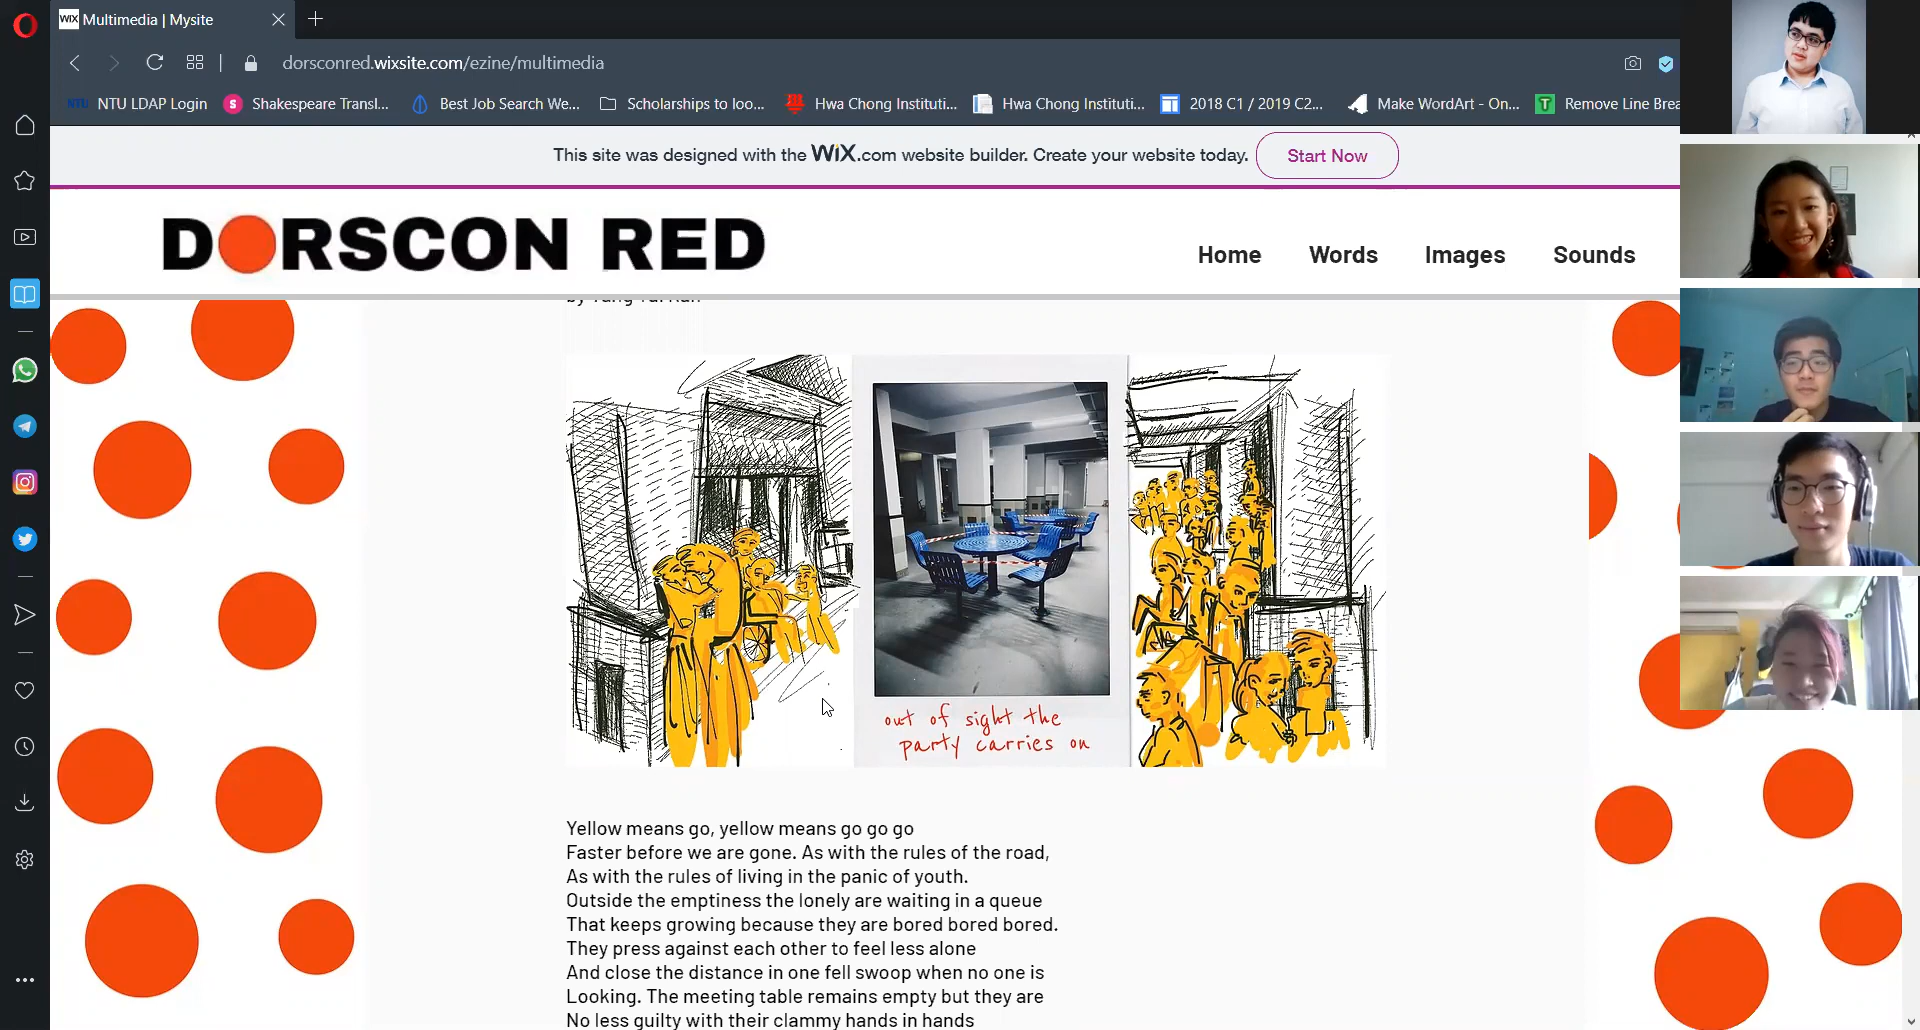 Multimedia | Mysite
dorsconred.wixsite.com/ezine/multimedia
NTU LDAP Login
Shakespeare Transl...
Best Job Search We...
Scholarships to loo...
Hwa Chong Instituti...
Hwa Chong Instituti...
2018 C1 / 2019 C2...
Make WordArt - On...
Remove Line Brea
This site was designed with the WiX.com website builder. Create your website today.
Start Now
DORSCON RED
Home
Words
Images
Sounds
out of sight the
party carries on
Yellow means go, yellow means go go go
Faster before we are gone. As with the rules of the road,
As with the rules of living in the panic of youth.
Outside the emptiness the lonely are waiting in a queue
That keeps growing because they are bored bored bored.
They press against each other to feel less alone
And close the distance in one fell swoop when no one is
Looking. The meeting table remains empty but they are
No less guilty with their clammy hands in hands